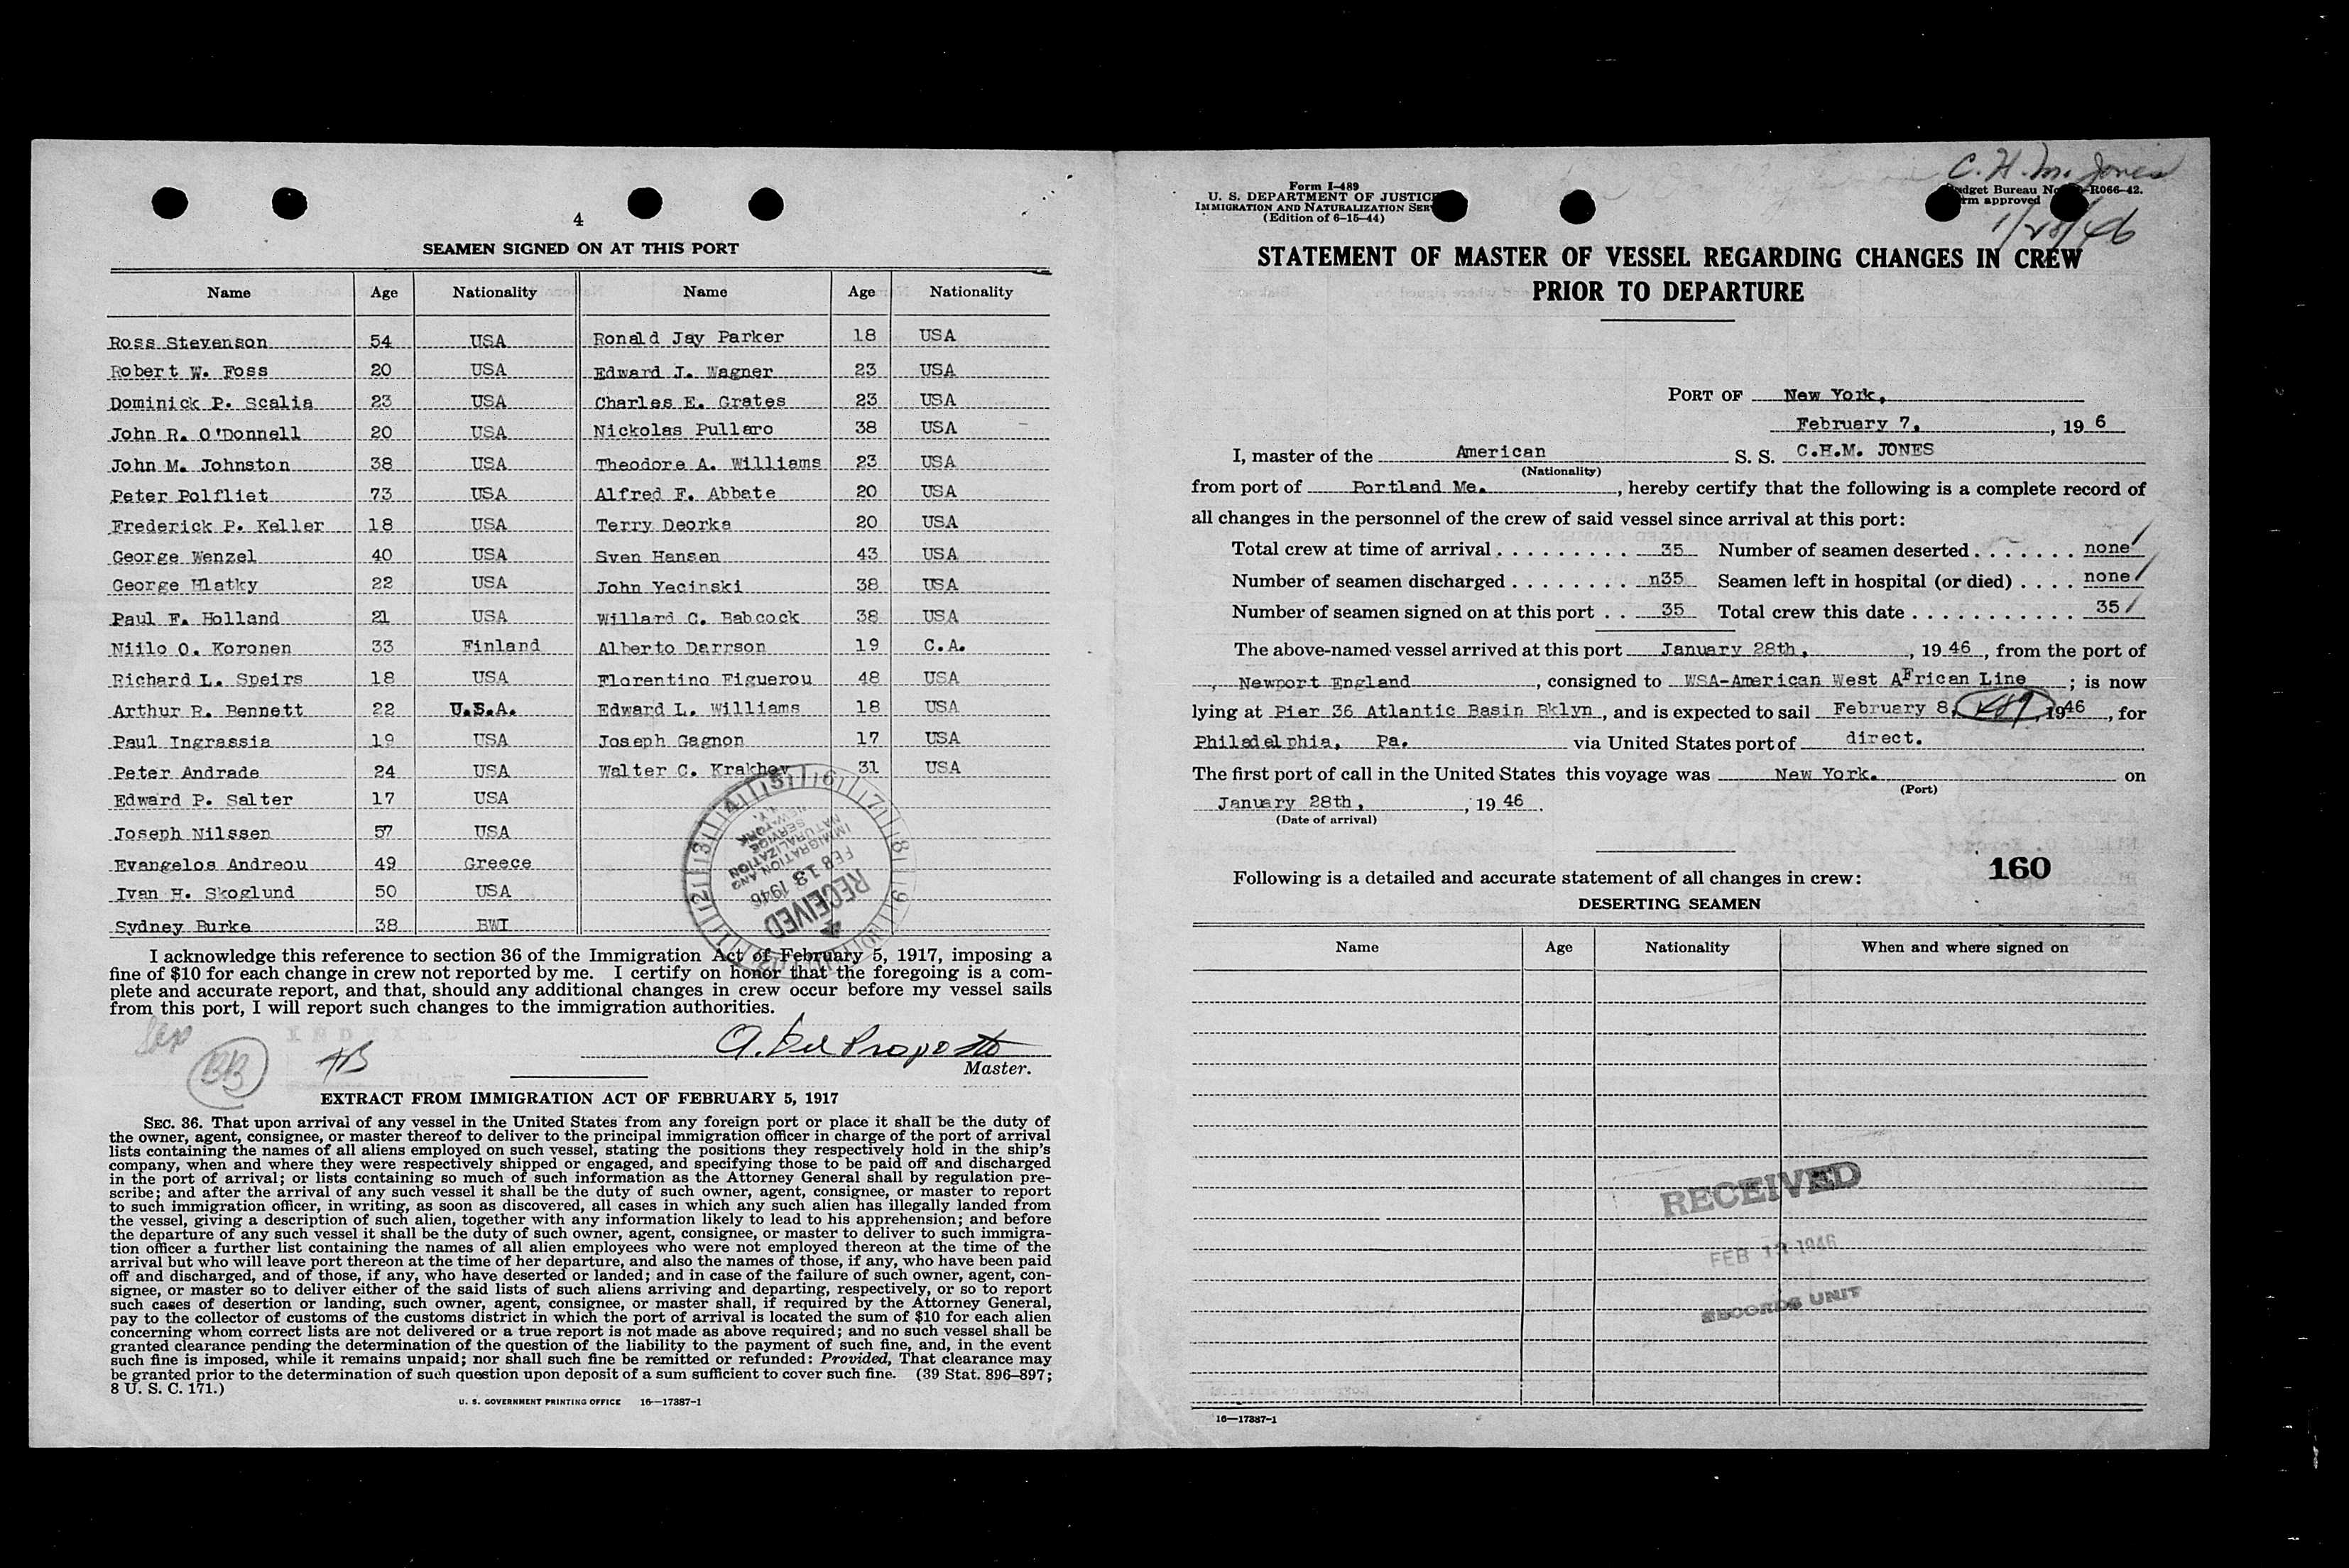 4
SEAMEN SIGNED ON AT THIS PORT
Name Age Nationality Name Age Nationality
Ross Stevenson 54 USA Ronald Jay Parker 18 USA
Robert W. Foss 20 USA Edward J. Wagner 23 USA
Dominick P. Scalia 23 USA Charles E. Grates 23 USA
John R. O'Donnell 20 USA Nickolas Pullaro 38 USA
John M. Johnston 38 USA Theodore A. Williams 23 USA
Peter Polfliet 73 USA Alfred F. Abbate 20 USA
Frederick P. Keller 18 USA Terry Deorka 20 USA
George Wenzel 40 USA Sven Hansen 43 USA
George Hlatky 22 USA John Yecinski 38 USA
Paul F. Holland 21 USA Willard C. Babcock 38 USA
Niilo O. Koronen 33 Finland Alberto Darrson 19 C.A.
Richard L. Speirs 18 USA Florentino Figuerou 48 USA
Arthur R. Bennett 22 U.S.A. Edward L. Williams 18 USA
Paul Ingrassia 19 USA Joseph Gagnon 17 USA
Peter Andrade 24 USA Walter C. Krakhev 31 USA
Edward P. Salter 17 USA
Joseph Nilssen 57 USA
Evangelos Andreou 49 Greece
Ivan H. Skoglund 50 USA
Sydney Burke 38 BWI
IMMIGRATION AND
NATURALIZATION
SERVICE
NEW YORK
N. Y.
FEB 13 1946
RECEIVED
I acknowledge this reference to section 36 of the Immigration Act of February 5, 1917, imposing a
fine of $10 for each change in crew not reported by me. I certify on honor that the foregoing is a com-
plete and accurate report, and that, should any additional changes in crew occur before my vessel sails
from this port, I will report such changes to the immigration authorities.
A. Del Proposto
Master.
EXTRACT FROM IMMIGRATION ACT OF FEBRUARY 5, 1917
SEC. 36. That upon arrival of any vessel in the United States from any foreign port or place it shall be the duty of
the owner, agent, consignee, or master thereof to deliver to the principal immigration officer in charge of the port of arrival
lists containing the names of all aliens employed on such vessel, stating the positions they respectively hold in the ship's
company, when and where they were respectively shipped or engaged, and specifying those to be paid off and discharged
in the port of arrival; or lists containing so much of such information as the Attorney General shall by regulation pre-
scribe; and after the arrival of any such vessel it shall be the duty of such owner, agent, consignee, or master to report
to such immigration officer, in writing, as soon as discovered, all cases in which any such alien has illegally landed from
the vessel, giving a description of such alien, together with any information likely to lead to his apprehension; and before
the departure of any such vessel it shall be the duty of such owner, agent, consignee, or master to deliver to such immigra-
tion officer a further list containing the names of all alien employees who were not employed thereon at the time of the
arrival but who will leave port thereon at the time of her departure, and also the names of those, if any, who have been paid
off and discharged, and of those, if any, who have deserted or landed; and in case of the failure of such owner, agent, con-
signee, or master so to deliver either of the said lists of such aliens arriving and departing, respectively, or so to report
such cases of desertion or landing, such owner, agent, consignee, or master shall, if required by the Attorney General,
pay to the collector of customs of the customs district in which the port of arrival is located the sum of $10 for each alien
concerning whom correct lists are not delivered or a true report is not made as above required; and no such vessel shall be
granted clearance pending the determination of the question of the liability to the payment of such fine, and, in the event
such fine is imposed, while it remains unpaid; nor shall such fine be remitted or refunded: Provided, That clearance may
be granted prior to the determination of such question upon deposit of a sum sufficient to cover such fine. (39 Stat. 896–897;
8 U. S. C. 171.)
U. S. GOVERNMENT PRINTING OFFICE 16—17387-1
C. H. M. Jones
1/28/46
Form I-489
U. S. DEPARTMENT OF JUSTICE
IMMIGRATION AND NATURALIZATION SERV
(Edition of 6-15-44)
dget Bureau No. -R066-42.
rm approved
STATEMENT OF MASTER OF VESSEL REGARDING CHANGES IN CREW
PRIOR TO DEPARTURE
PORT OF New York,
February 7, , 19 6
I, master of the American S. S. C.H.M. JONES
(Nationality)
from port of Portland Me. , hereby certify that the following is a complete record of
all changes in the personnel of the crew of said vessel since arrival at this port:
Total crew at time of arrival 35 Number of seamen deserted none
Number of seamen discharged n35 Seamen left in hospital (or died) none
Number of seamen signed on at this port 35 Total crew this date 35
The above-named vessel arrived at this port January 28th, , 19 46 , from the port of
, Newport England , consigned to WSA-American West AFrican Line ; is now
lying at Pier 36 Atlantic Basin Bklyn , and is expected to sail February 8, 489 , 1946 , for
Philadelphia, Pa. via United States port of direct.
The first port of call in the United States this voyage was New York. on
(Port)
January 28th, , 19 46 .
(Date of arrival)
160
Following is a detailed and accurate statement of all changes in crew:
DESERTING SEAMEN
Name Age Nationality When and where signed on
RECEIVED
FEB 1 1946
RECORDS UNIT
16—17387-1